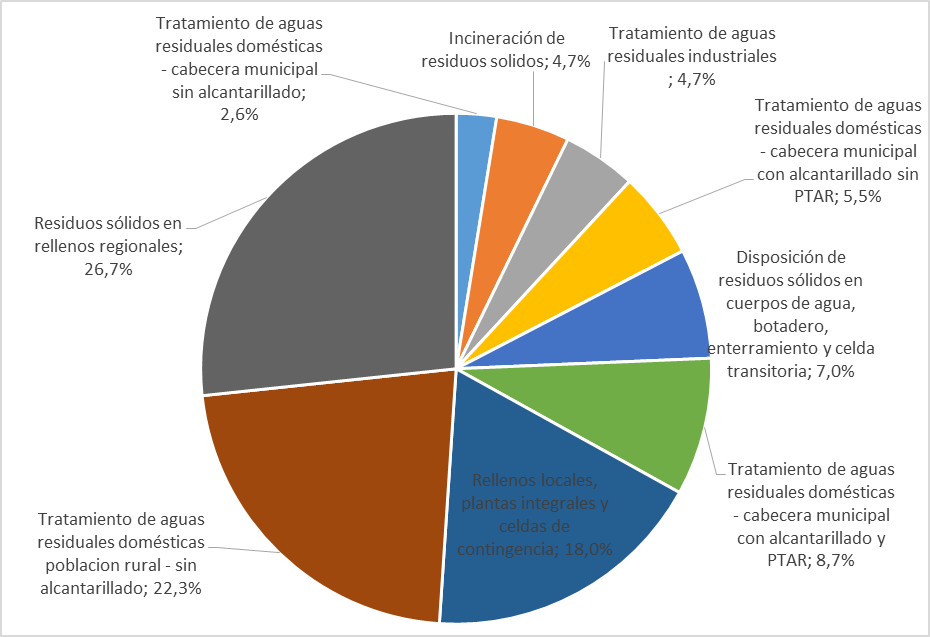 Tratamiento de aguas
residuales domésticas
- cabecera municipal
sin alcantarillado;
2,6%
Incineración de
residuos solidos; 4,7%
Tratamiento de aguas
residuales industriales
; 4,7%
Tratamiento de aguas
residuales domésticas
- cabecera municipal
con alcantarillado sin
PTAR; 5,5%
Disposición de
residuos sólidos en
cuerpos de agua,
botadero,
enterramiento y celda
transitoria; 7,0%
Tratamiento de aguas
residuales domésticas
- cabecera municipal
con alcantarillado y
PTAR; 8,7%
Rellenos locales,
plantas integrales y
celdas de
contingencia; 18,0%
Tratamiento de aguas
residuales domésticas
poblacion rural - sin
alcantarillado; 22,3%
Residuos sólidos en
rellenos regionales;
26,7%